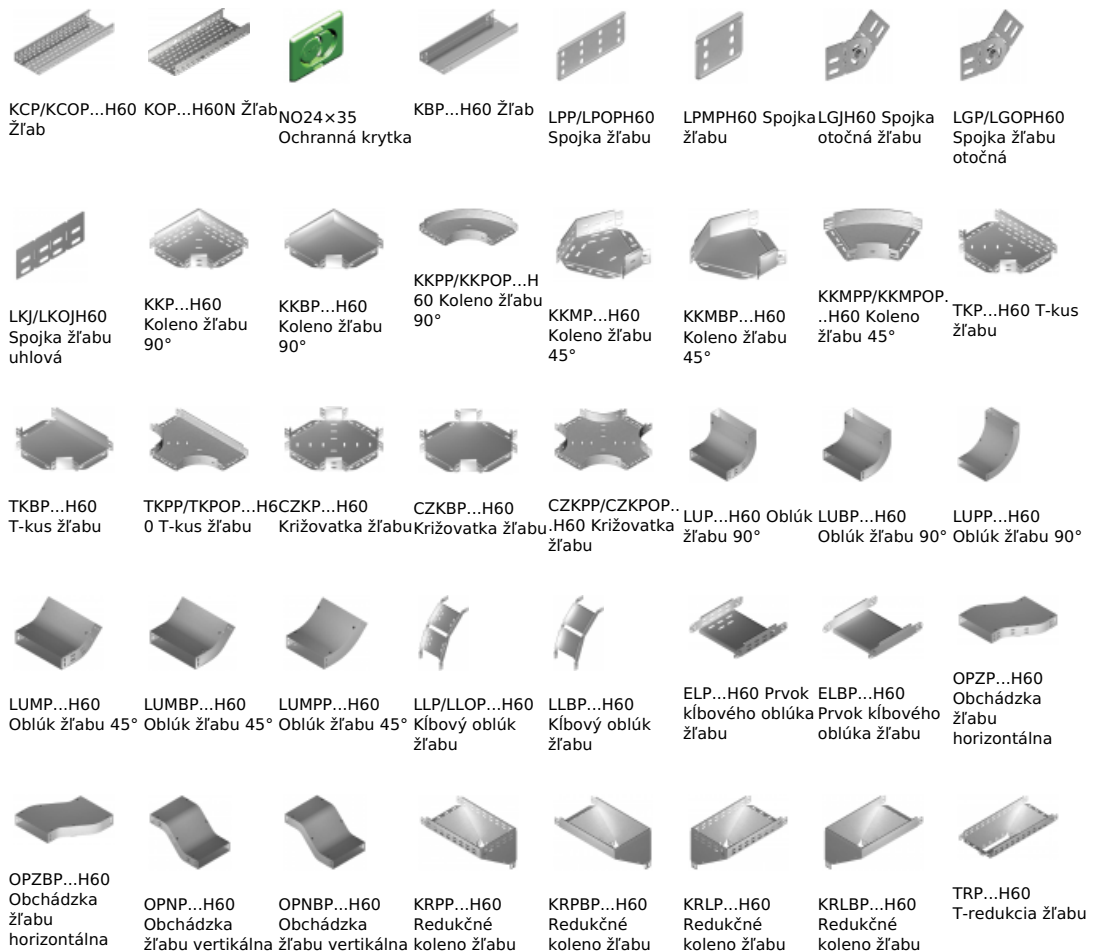 KCP/KCOP...H60
Žľab
KOP...H60N Žľab
NO24×35
Ochranná krytka
KBP...H60 Žľab
LPP/LPOPH60
Spojka žľabu
LPMPH60 Spojka
žľabu
LGJH60 Spojka
otočná žľabu
LGP/LGOPH60
Spojka žľabu
otočná
LKJ/LKOJH60
Spojka žľabu
uhlová
KKP...H60
Koleno žľabu
90°
KKBP...H60
Koleno žľabu
90°
KKPP/KKPOP...H
60 Koleno žľabu
90°
KKMP...H60
Koleno žľabu
45°
KKMBP...H60
Koleno žľabu
45°
KKMPP/KKMPOP.
..H60 Koleno
žľabu 45°
TKP...H60 T-kus
žľabu
TKBP...H60
T-kus žľabu
TKPP/TKPOP...H6
0 T-kus žľabu
CZKP...H60
Križovatka žľabu
CZKBP...H60
Križovatka žľabu
CZKPP/CZKPOP..
.H60 Križovatka
žľabu
LUP...H60 Oblúk
žľabu 90°
LUBP...H60
Oblúk žľabu 90°
LUPP...H60
Oblúk žľabu 90°
LUMP...H60
Oblúk žľabu 45°
LUMBP...H60
Oblúk žľabu 45°
LUMPP...H60
Oblúk žľabu 45°
LLP/LLOP...H60
Kĺbový oblúk
žľabu
LLBP...H60
Kĺbový oblúk
žľabu
ELP...H60 Prvok
kĺbového oblúka
žľabu
ELBP...H60
Prvok kĺbového
oblúka žľabu
OPZP...H60
Obchádzka
žľabu
horizontálna
OPZBP...H60
Obchádzka
žľabu
horizontálna
OPNP...H60
Obchádzka
žľabu vertikálna
OPNBP...H60
Obchádzka
žľabu vertikálna
KRPP...H60
Redukčné
koleno žľabu
KRPBP...H60
Redukčné
koleno žľabu
KRLP...H60
Redukčné
koleno žľabu
KRLBP...H60
Redukčné
koleno žľabu
TRP...H60
T-redukcia žľabu